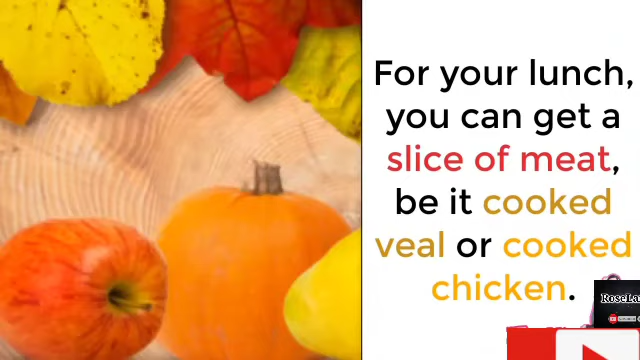 For your lunch,
you can get a
slice of meat,
be it cooked
veal or cooked
chicken.